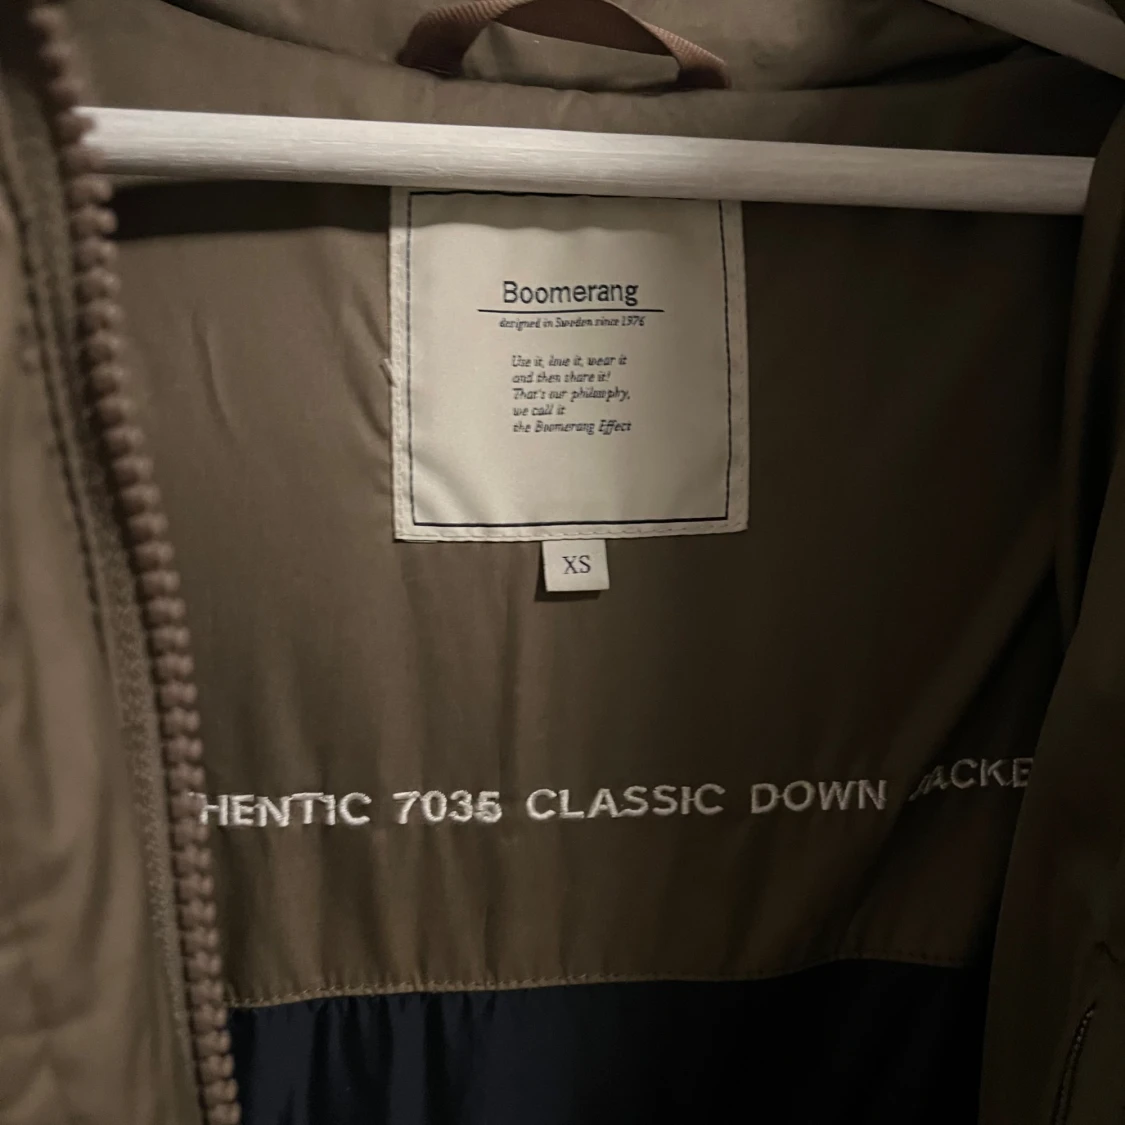 Boomerang
designed in Sweden since 1976
Use it, love it, wear it
and then share it!
That's our philosophy,
we call it
the Boomerang Effect
XS
HENTIC 7035 CLASSIC DOWN JACKE